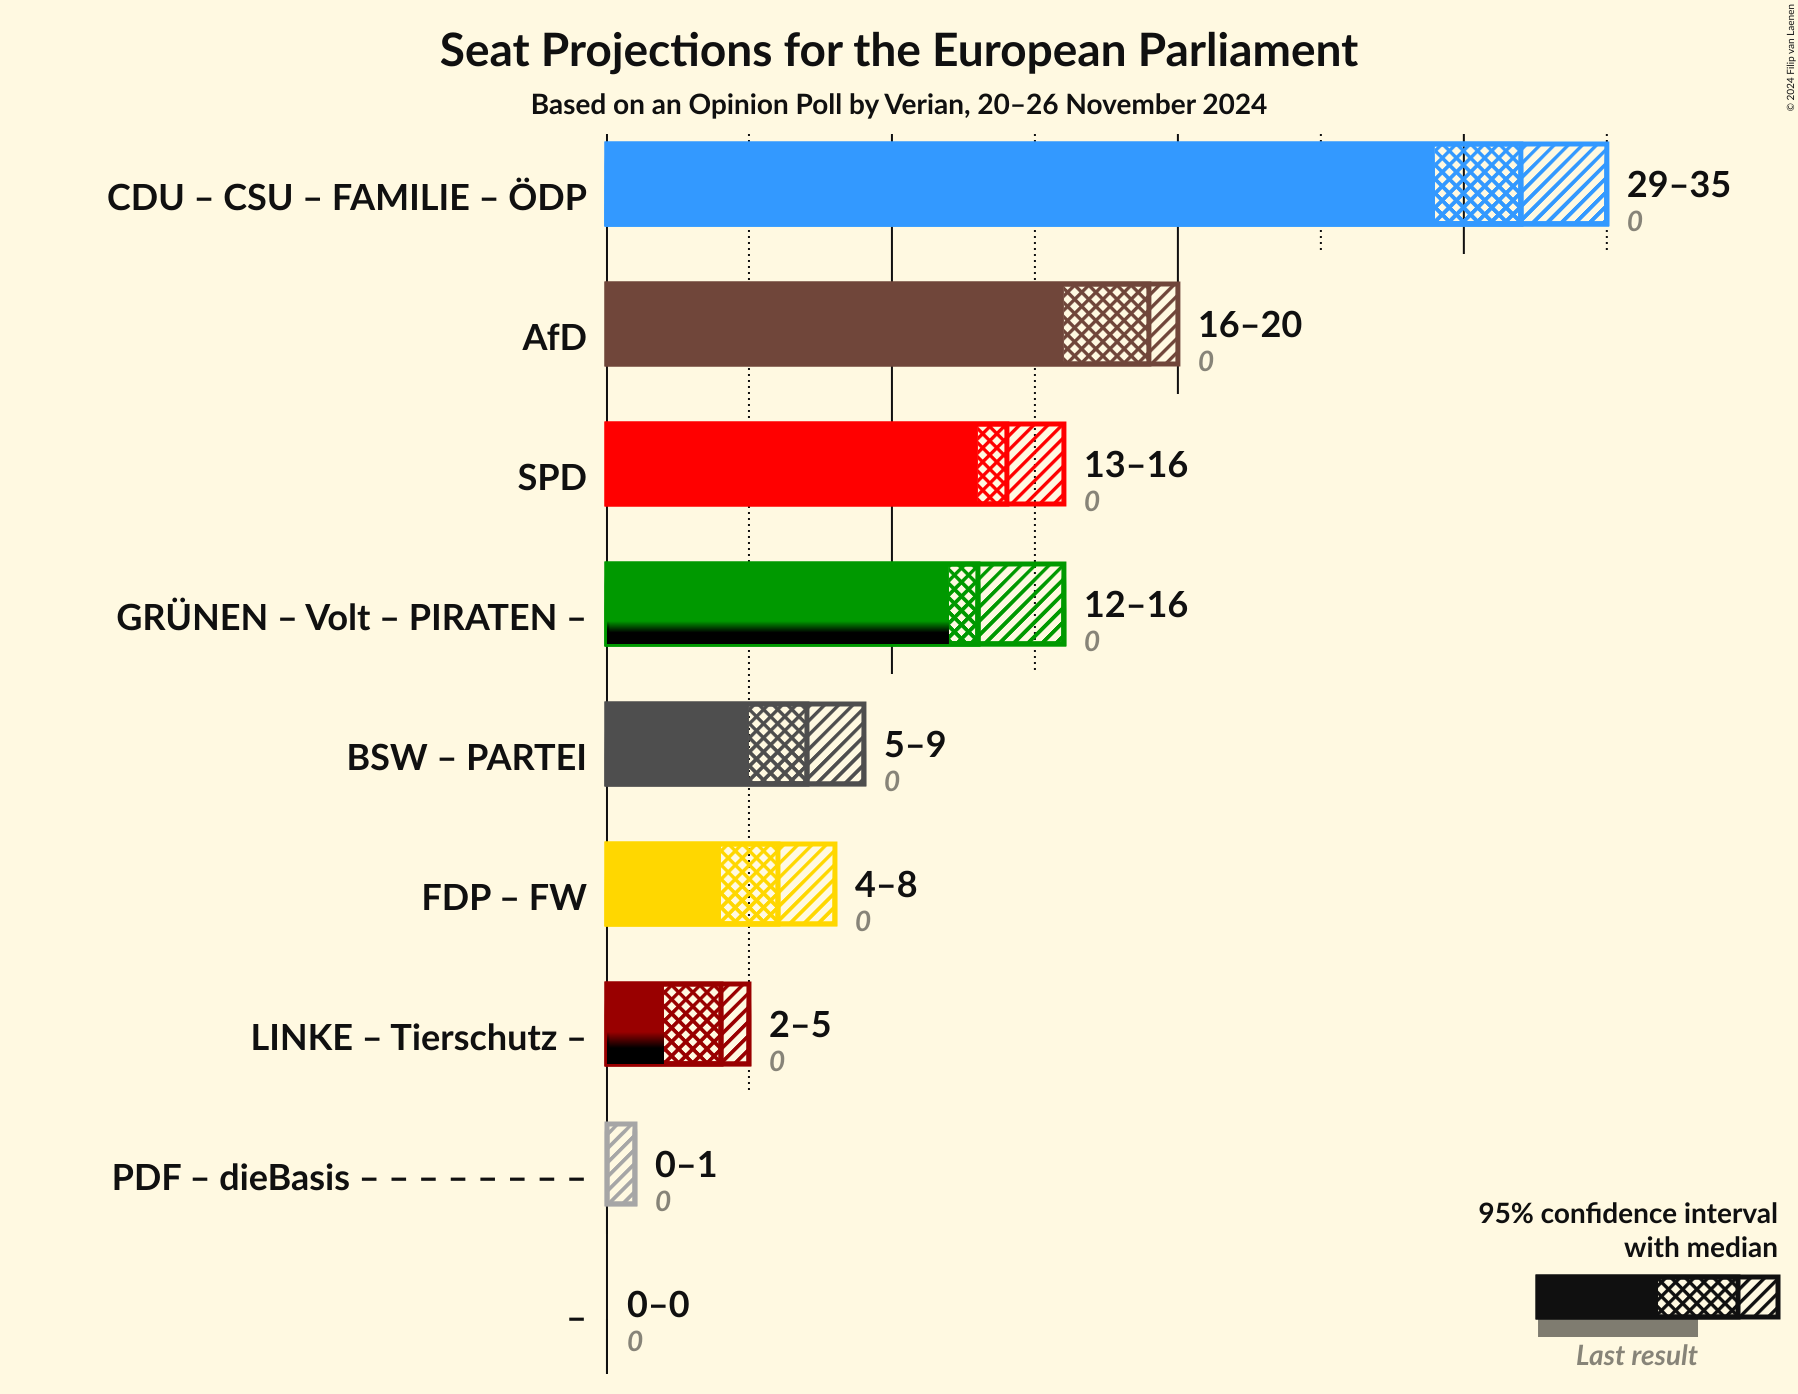 Seat Projections for the European Parliament
Based on an Opinion Poll by Verian, 20–26 November 2024
© 2024 Filip van Laenen
CDU – CSU – FAMILIE – ÖDP
29–35
0
AfD
16–20
0
SPD
13–16
0
GRÜNEN – Volt – PIRATEN –
12–16
0
BSW – PARTEI
5–9
0
FDP – FW
4–8
0
LINKE – Tierschutz –
2–5
0
PDF – dieBasis – – – – – – – –
0–1
0
–
0–0
0
95% confidence interval
with median
Last result